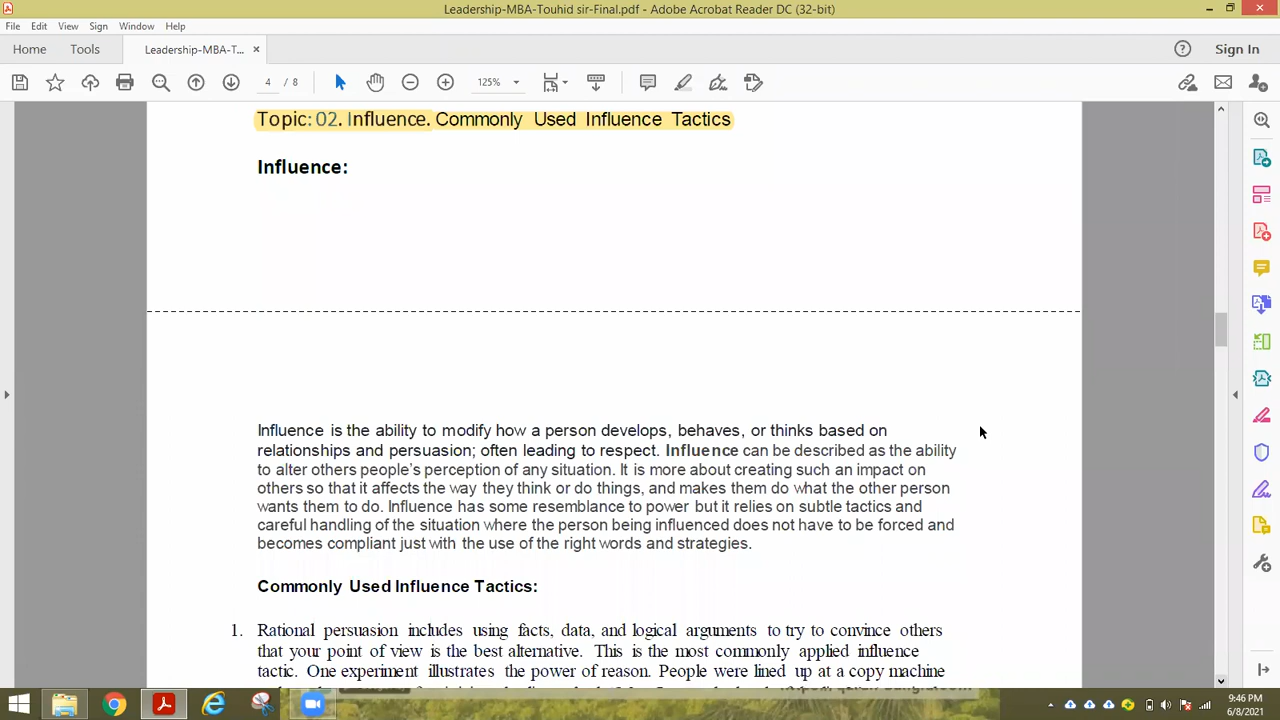 Leadership-MBA-Touhid sir-Final.pdf - Adobe Acrobat Reader DC (32-bit)
File Edit View Sign Window Help
Home Tools Leadership-MBA-T... × Sign In
4 / 8 125%
Topic: 02. Influence. Commonly Used Influence Tactics
Influence:
Influence is the ability to modify how a person develops, behaves, or thinks based on
relationships and persuasion; often leading to respect. Influence can be described as the ability
to alter others people's perception of any situation. It is more about creating such an impact on
others so that it affects the way they think or do things, and makes them do what the other person
wants them to do. Influence has some resemblance to power but it relies on subtle tactics and
careful handling of the situation where the person being influenced does not have to be forced and
becomes compliant just with the use of the right words and strategies.
Commonly Used Influence Tactics:
1. Rational persuasion includes using facts, data, and logical arguments to try to convince others
that your point of view is the best alternative. This is the most commonly applied influence
tactic. One experiment illustrates the power of reason. People were lined up at a copy machine
9:46 PM
6/8/2021